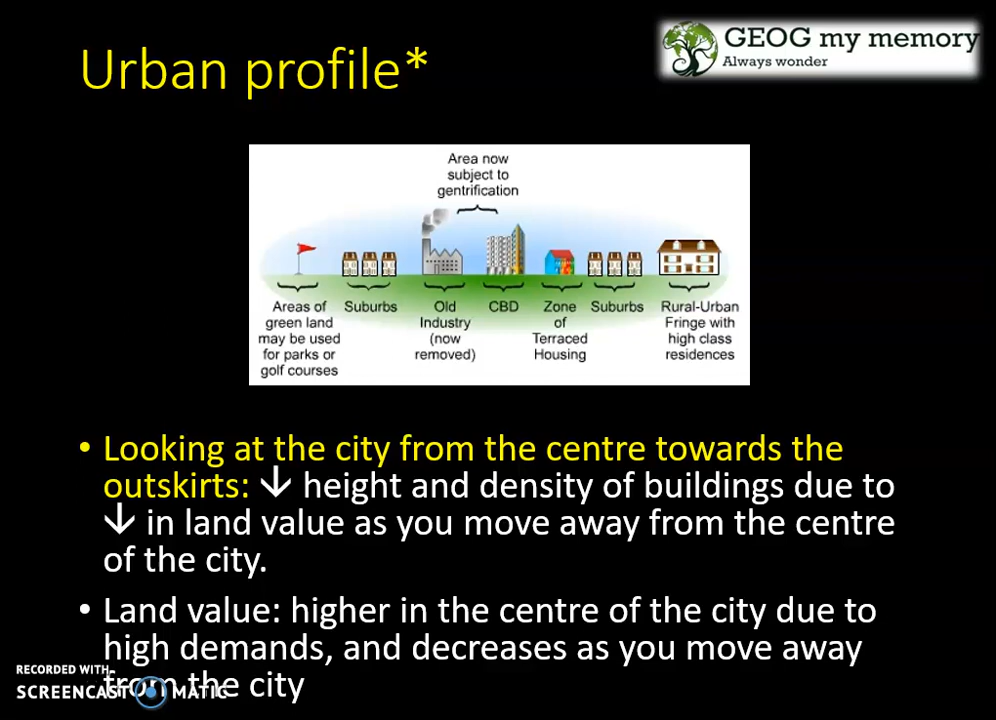 Urban profile*
GEOG my memory
Always wonder
Area now
subject to
gentrification
Areas of
green land
may be used
for parks or
golf courses
Suburbs
Old
Industry
(now
removed)
CBD
Zone
of
Terraced
Housing
Suburbs
Rural-Urban
Fringe with
high class
residences
• Looking at the city from the centre towards the
outskirts: ↓ height and density of buildings due to
↓ in land value as you move away from the centre
of the city.
• Land value: higher in the centre of the city due to
high demands, and decreases as you move away
from the city
RECORDED WITH
SCREENCAST MATIC